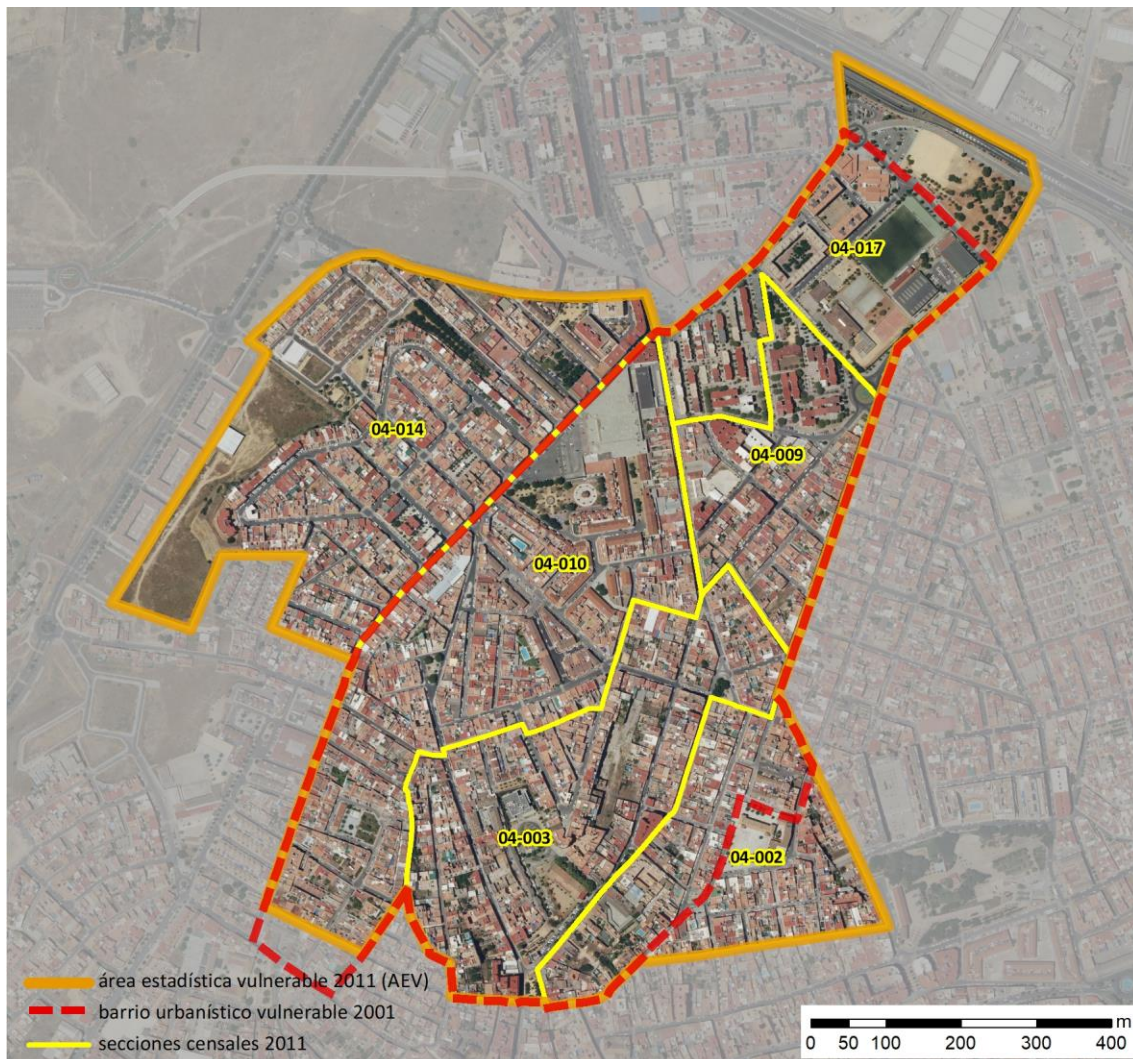 04-017
04-014
04-009
04-010
04-003
04-002
área estadística vulnerable 2011 (AEV)
barrio urbanístico vulnerable 2001
secciones censales 2011
m
0 50 100 200 300 400